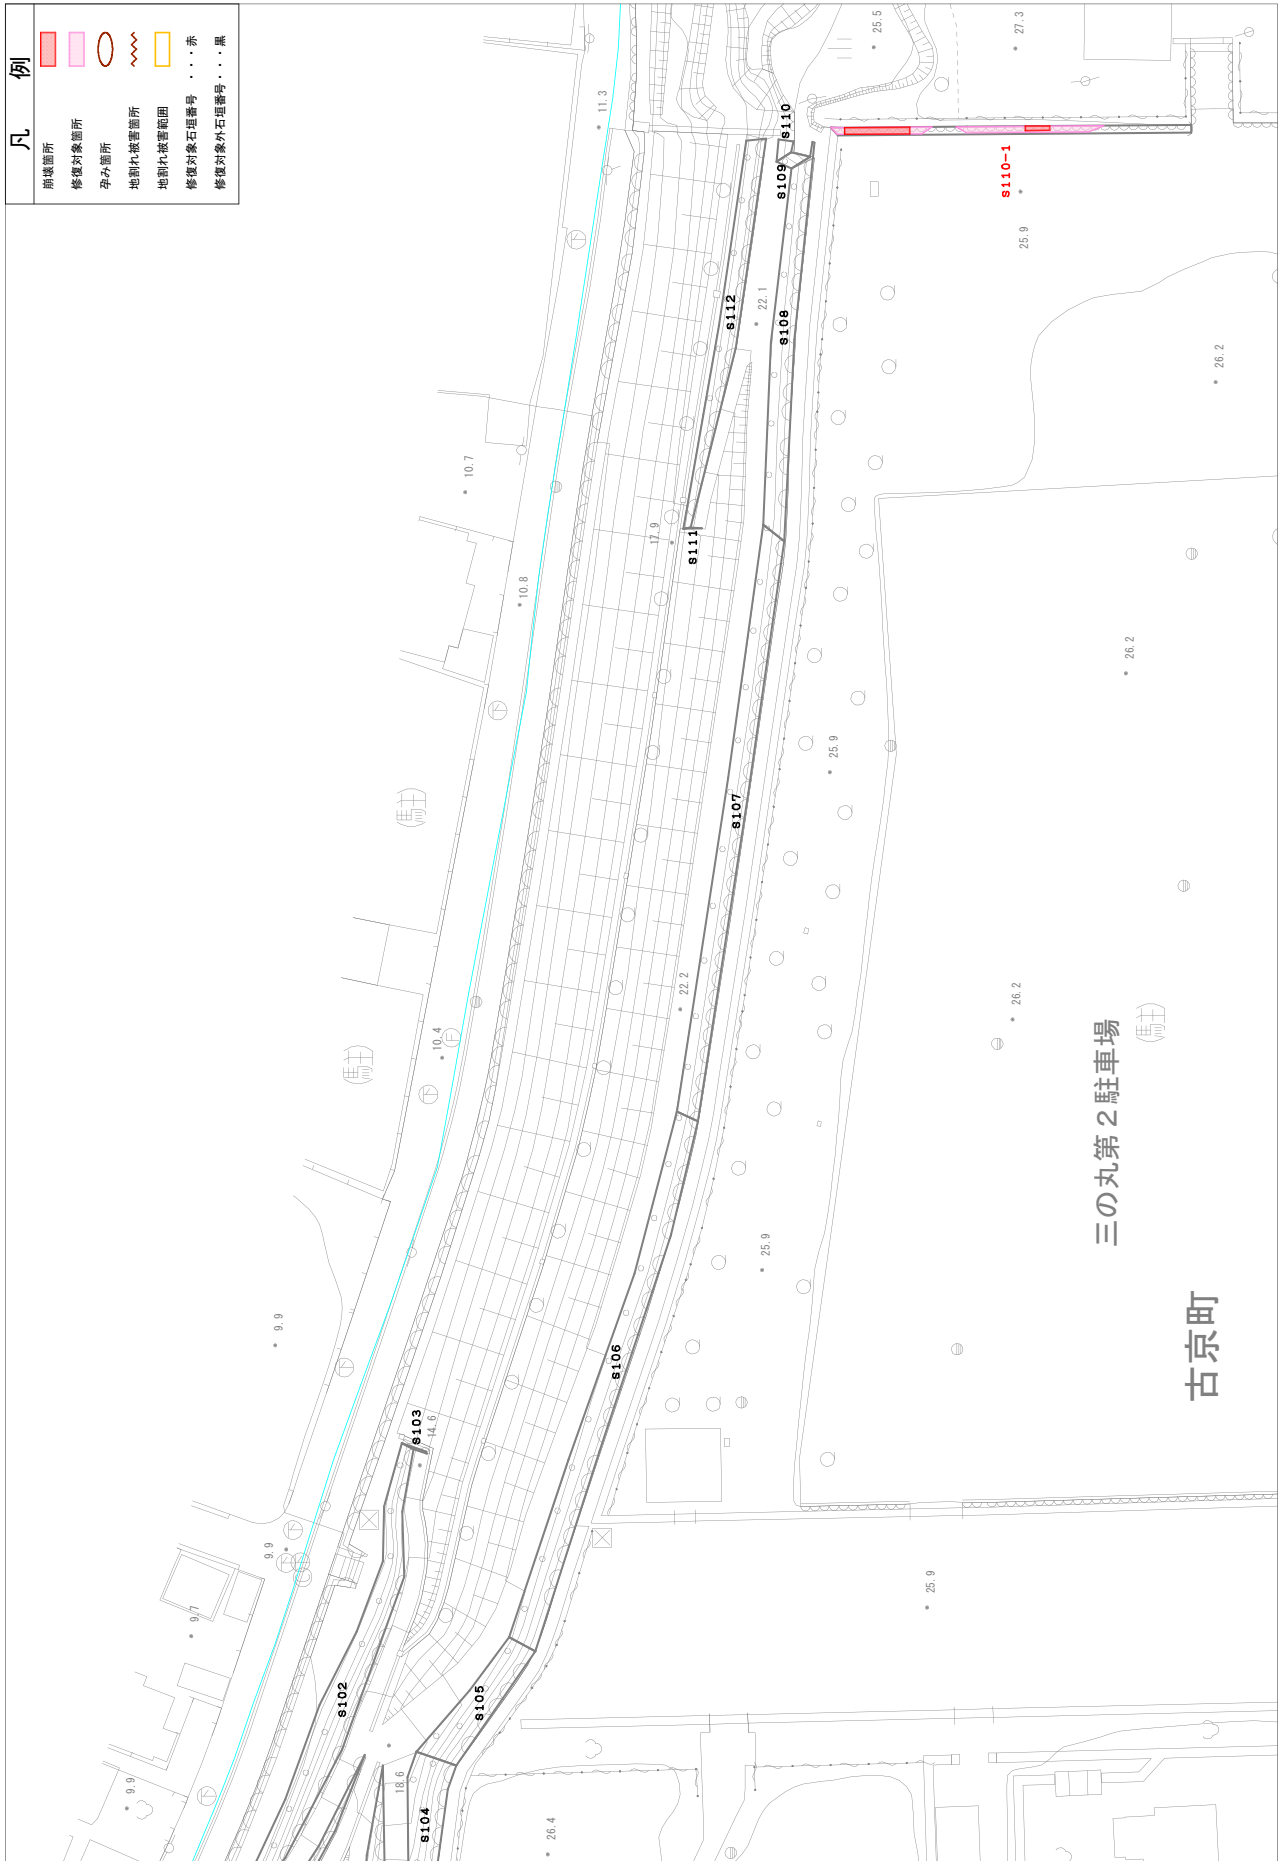 凡　例
崩壊箇所
修復対象箇所
孕み箇所
地割れ被害箇所
地割れ被害範囲
修復対象石垣番号・・・赤
修復対象外石垣番号・・・黒
25.5
27.3
11.3
S110
S109
S110-1
25.9
S112
22.1
S108
26.2
10.7
17.9
S111
10.8
26.2
25.9
S107
22.2
26.2
10.4
三の丸第２駐車場
25.9
古京町
9.9
S106
S103
14.6
9.9
25.9
9.7
S102
S105
9.9
18.6
S104
26.4
下
下
下
下
下
下